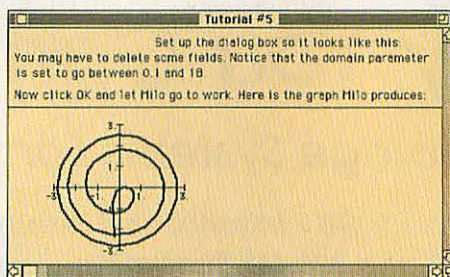 Tutorial #5
Set up the dialog box so it looks like this:
You may have to delete some fields. Notice that the domain parameter
is set to go between 0.1 and 18
Now click OK and let Milo go to work. Here is the graph Milo produces:
3.
1.
-3 -1. 1. 3.
-3.